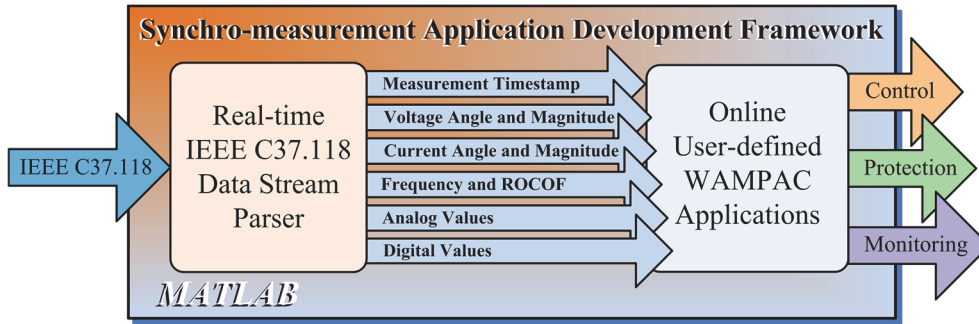 Synchro-measurement Application Development Framework
IEEE C37.118
Real-time
IEEE C37.118
Data Stream
Parser
Measurement Timestamp
Voltage Angle and Magnitude
Current Angle and Magnitude
Frequency and ROCOF
Analog Values
Digital Values
Online
User-defined
WAMPAC
Applications
Control
Protection
Monitoring
MATLAB